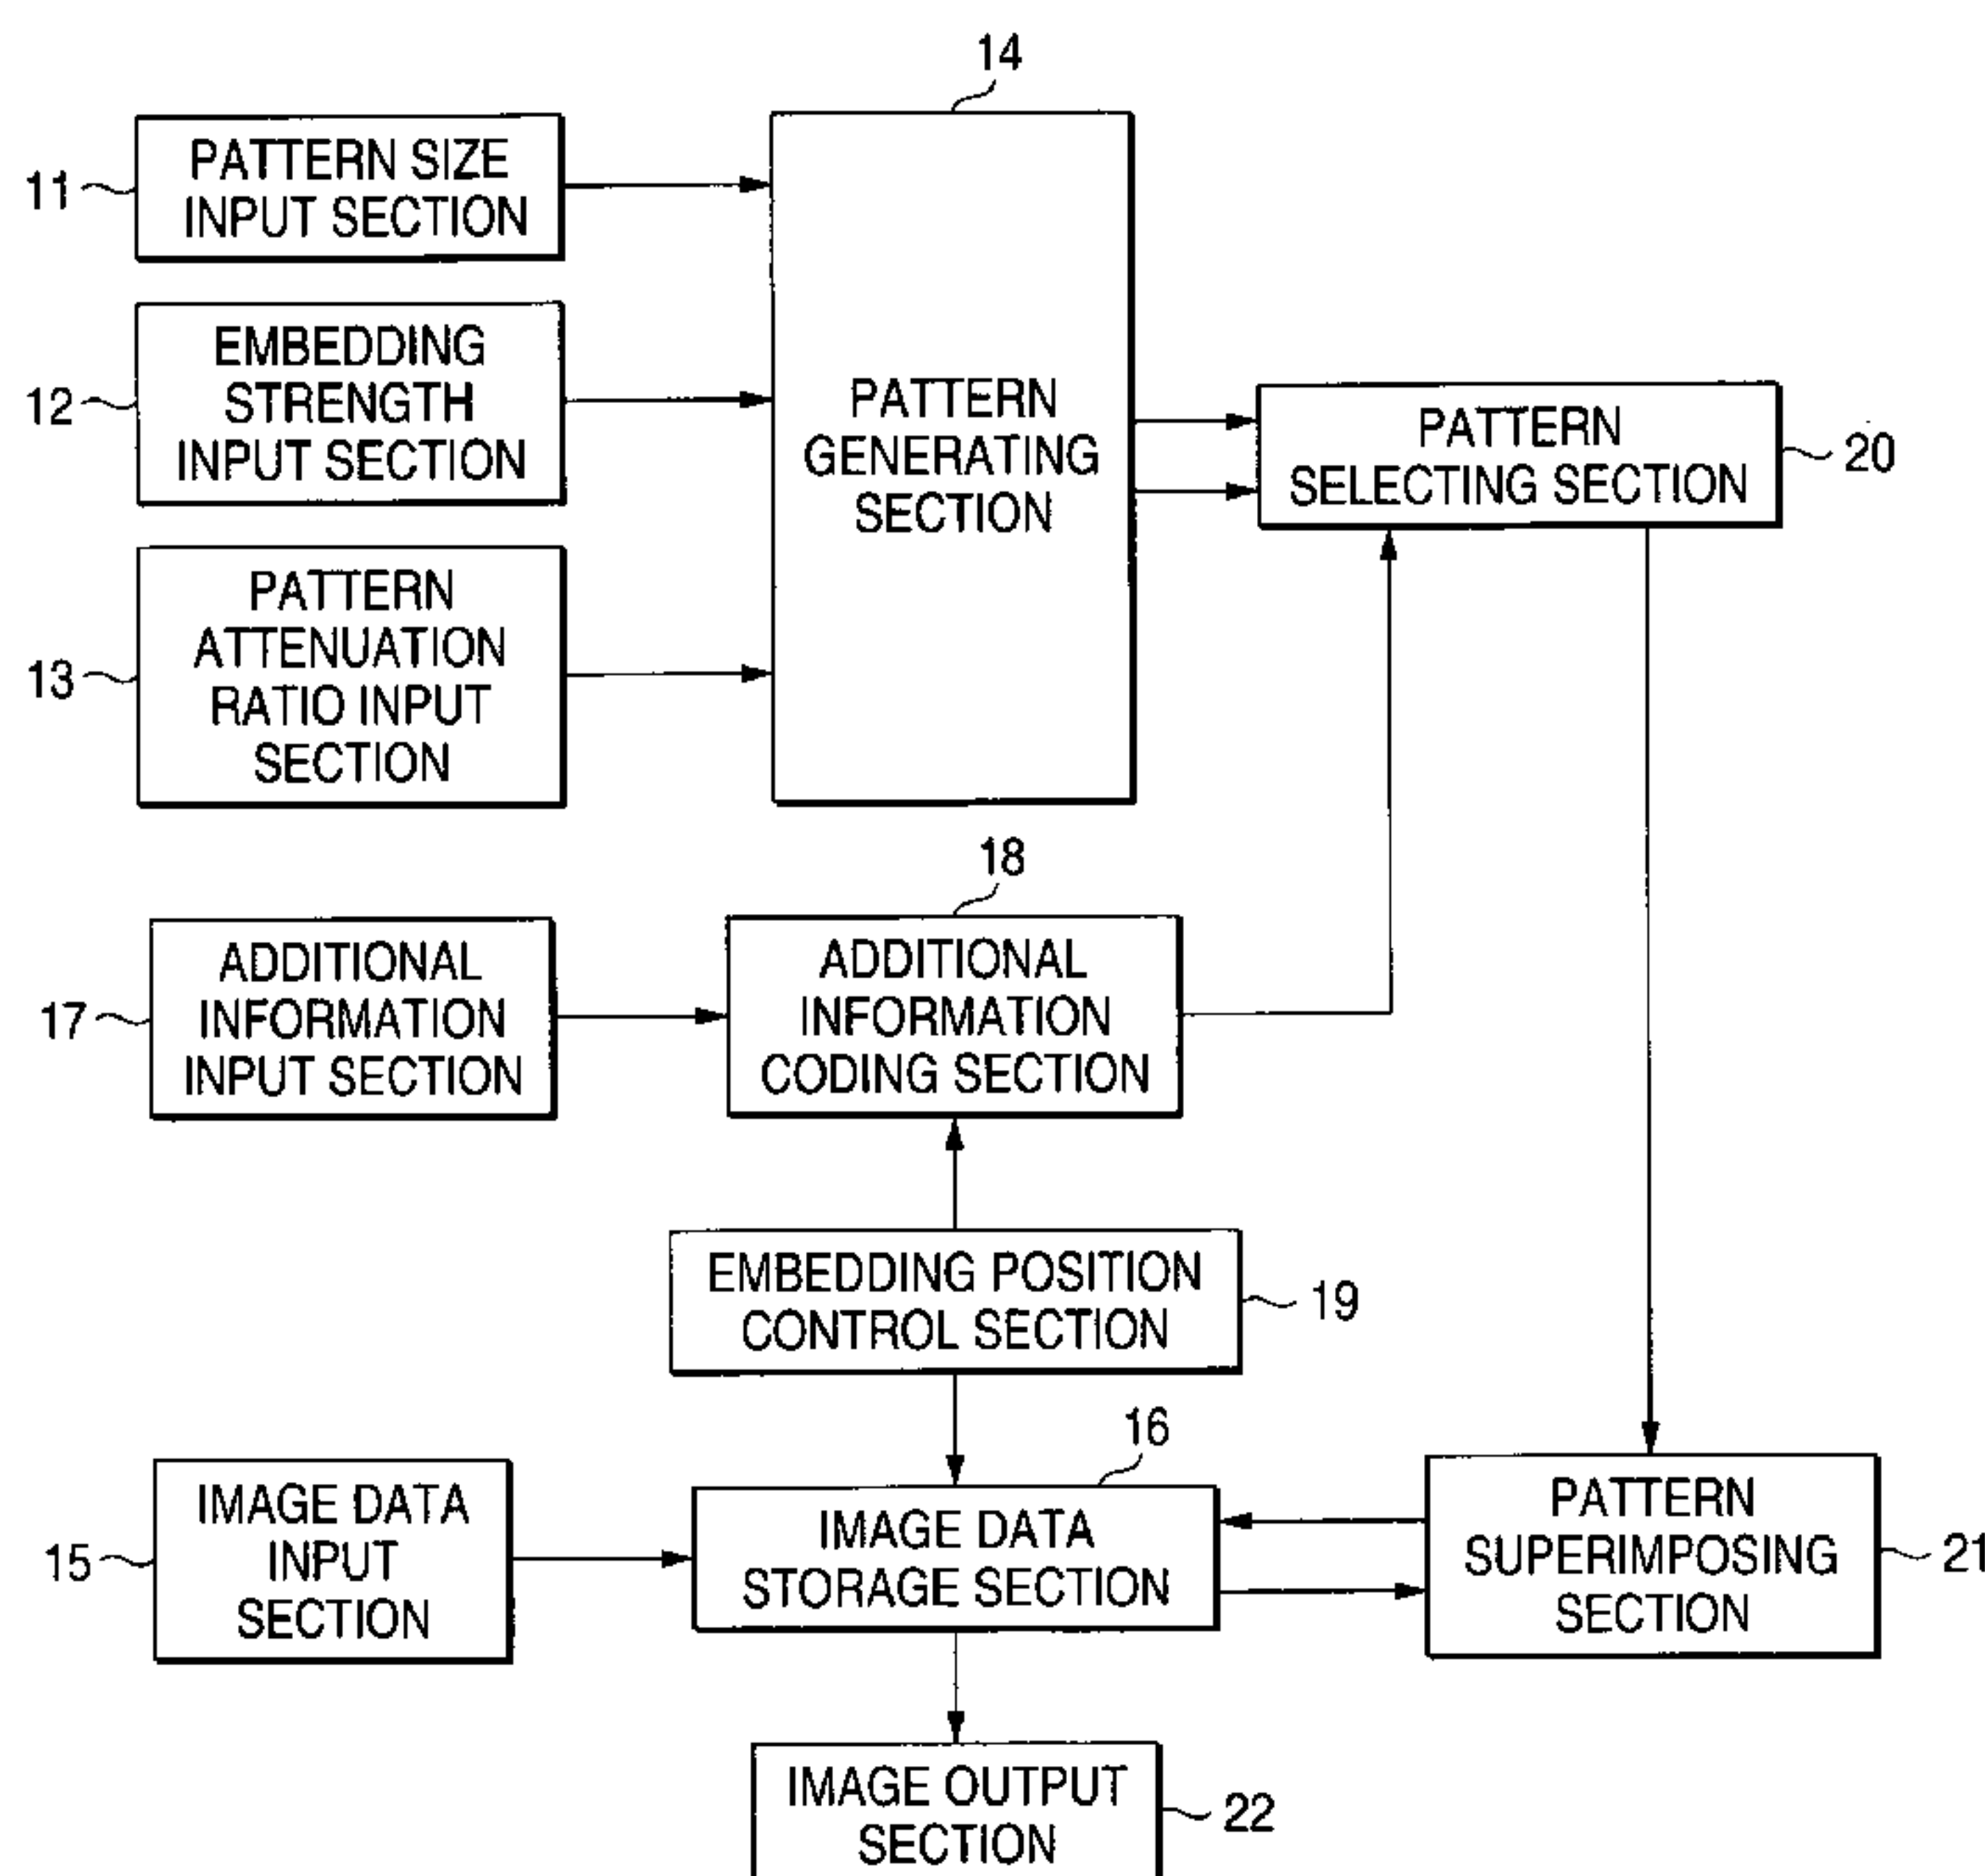 14
11
PATTERN SIZE
INPUT SECTION
12
EMBEDDING
STRENGTH
INPUT SECTION
13
PATTERN
ATTENUATION
RATIO INPUT
SECTION
PATTERN
GENERATING
SECTION
PATTERN
SELECTING SECTION
20
17
ADDITIONAL
INFORMATION
INPUT SECTION
18
ADDITIONAL
INFORMATION
CODING SECTION
EMBEDDING POSITION
CONTROL SECTION
19
15
IMAGE DATA
INPUT
SECTION
16
IMAGE DATA
STORAGE SECTION
PATTERN
SUPERIMPOSING
SECTION
21
IMAGE OUTPUT
SECTION
22